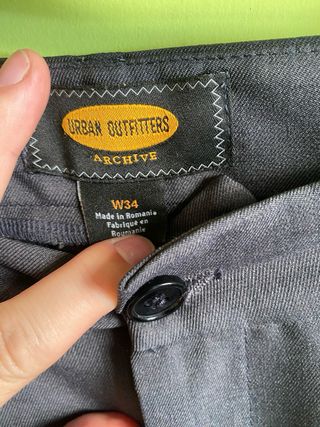 URBAN OUTFITTERS
ARCHIVE
W34
Made in Romania
Fabriqué en
Roumanie